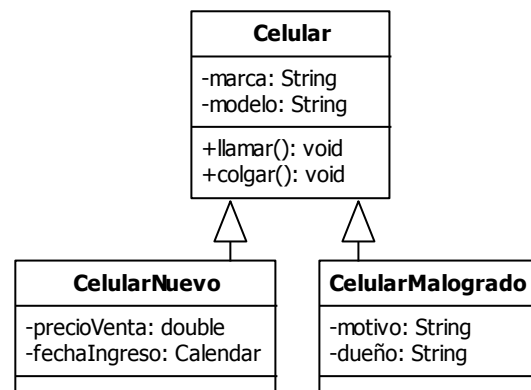 Celular
-marca: String
-modelo: String
+llamar(): void
+colgar(): void
CelularNuevo
-precioVenta: double
-fechaIngreso: Calendar
CelularMalogrado
-motivo: String
-dueño: String